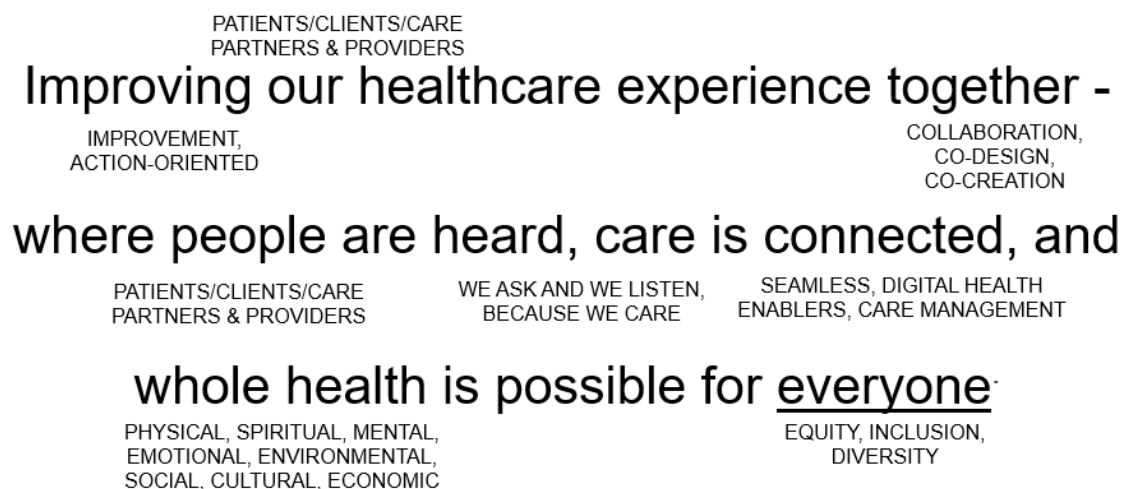 PATIENTS/CLIENTS/CARE
PARTNERS & PROVIDERS
Improving our healthcare experience together -
IMPROVEMENT,
ACTION-ORIENTED
COLLABORATION,
CO-DESIGN,
CO-CREATION
where people are heard, care is connected, and
PATIENTS/CLIENTS/CARE
PARTNERS & PROVIDERS
WE ASK AND WE LISTEN,
BECAUSE WE CARE
SEAMLESS, DIGITAL HEALTH
ENABLERS, CARE MANAGEMENT
whole health is possible for everyone.
PHYSICAL, SPIRITUAL, MENTAL,
EMOTIONAL, ENVIRONMENTAL,
SOCIAL, CULTURAL, ECONOMIC
EQUITY, INCLUSION,
DIVERSITY